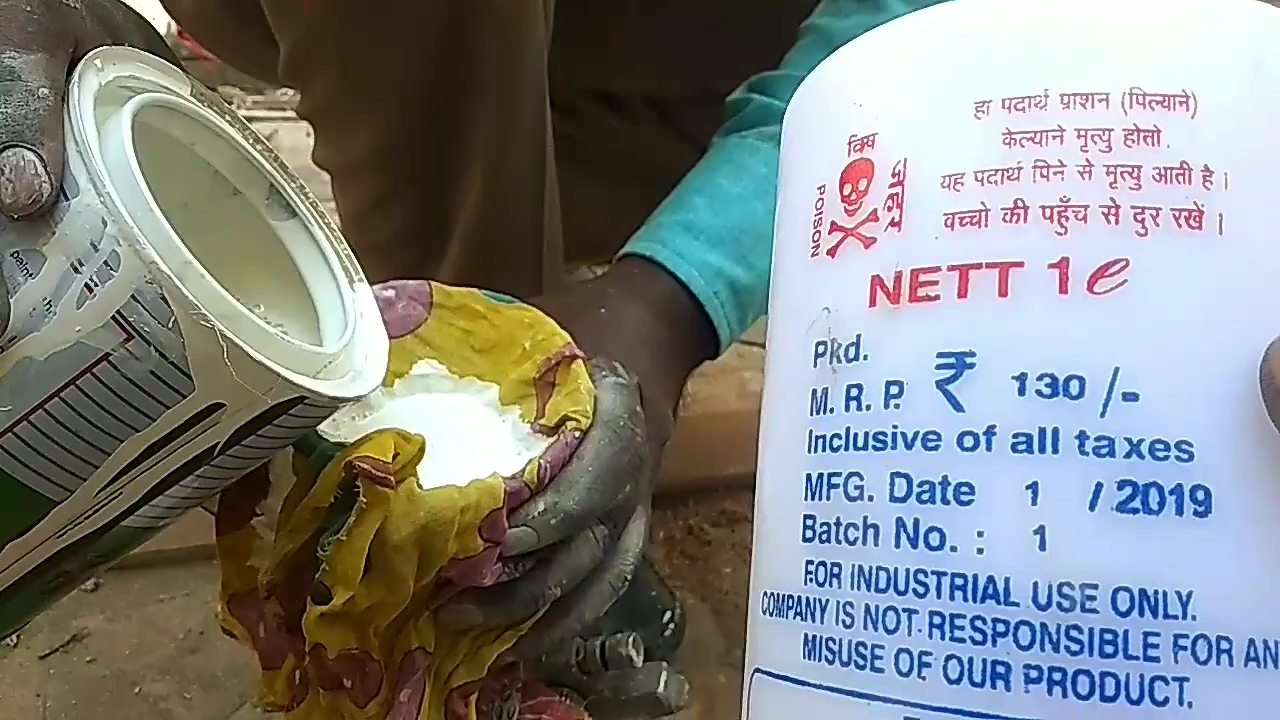 paint
हा पदार्थ प्राशन (पिल्याने)
केल्याने मृत्यु होतो.
यह पदार्थ पिने से मृत्यु आती है।
बच्चो की पहुँच से दुर रखें।
विष
जहर
POISON
NETT 1 ℓ
Pkd.
M. R. P. ₹ 130 /-
Inclusive of all taxes
MFG. Date 1 / 2019
Batch No. : 1
FOR INDUSTRIAL USE ONLY.
COMPANY IS NOT RESPONSIBLE FOR AN
MISUSE OF OUR PRODUCT.